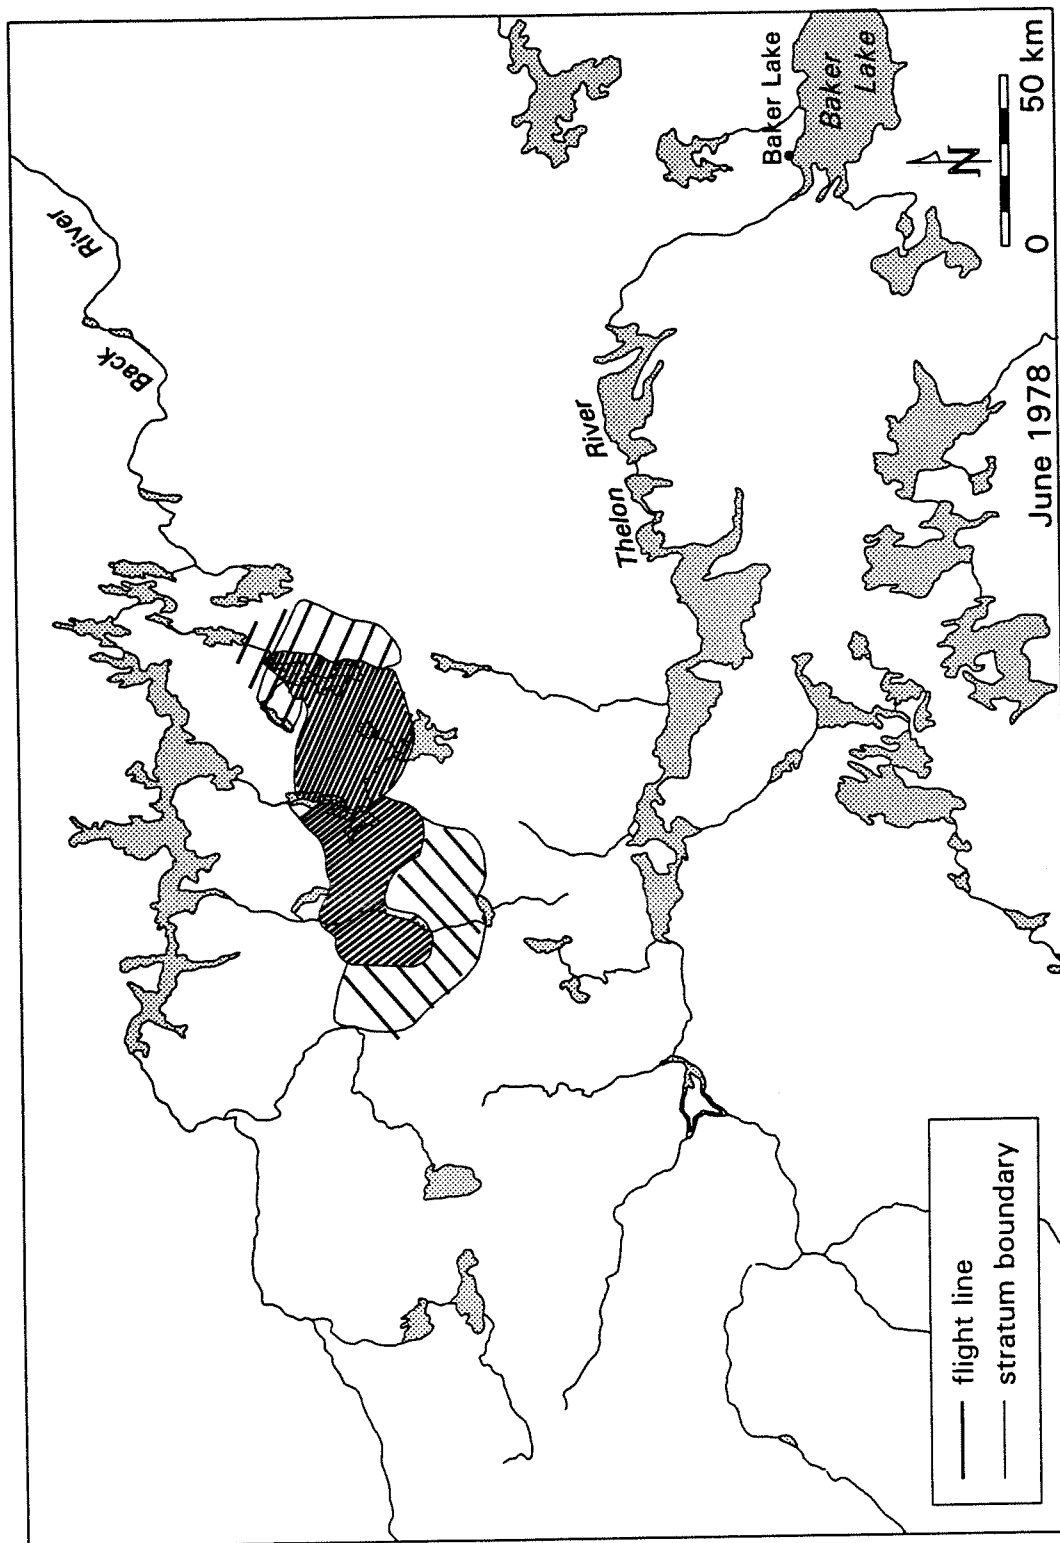 Back
River
Thelon
River
Baker Lake
Baker
Lake
N
0 50 km
June 1978
flight line
stratum boundary